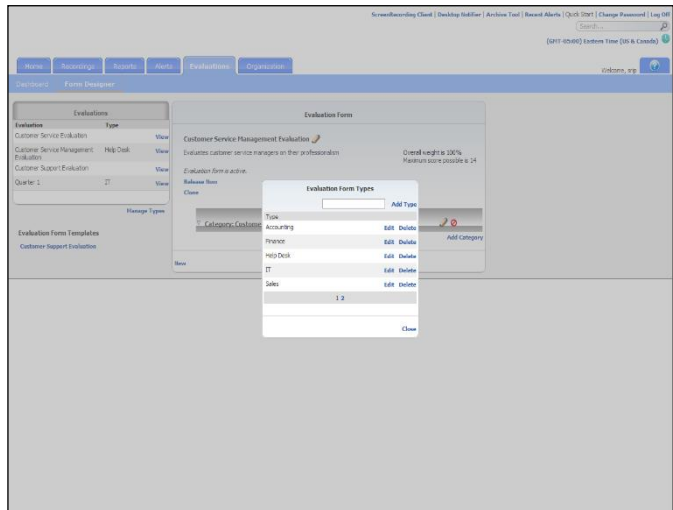 ScreenRecording Client | Desktop Notifier | Archive Tool | Recent Alerts | Quick Start | Change Password | Log Off
Search...
(GMT-05:00) Eastern Time (US & Canada)
Home Recordings Reports Alerts Evaluations Organization
Welcome,
Dashboard Form Designer
Evaluations
Evaluation Type
Customer Service Evaluation View
Customer Service Management Evaluation Help Desk View
Customer Support Evaluation View
Quarter 1 IT View
Manage Types
Evaluation Form Templates
Customer Support Evaluation
Evaluation Form
Customer Service Management Evaluation
Evaluates customer service managers on their professionalism
Overall weight is 100%
Maximum score possible is 14
Evaluation form is active.
Release Now
Close
Category: Custome
Add Category
New
Evaluation Form Types
Add Type
Type
Accounting Edit Delete
Finance Edit Delete
Help Desk Edit Delete
IT Edit Delete
Sales Edit Delete
1 2
Close